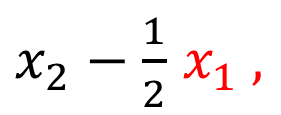 x₂ − ½ x₁ ,